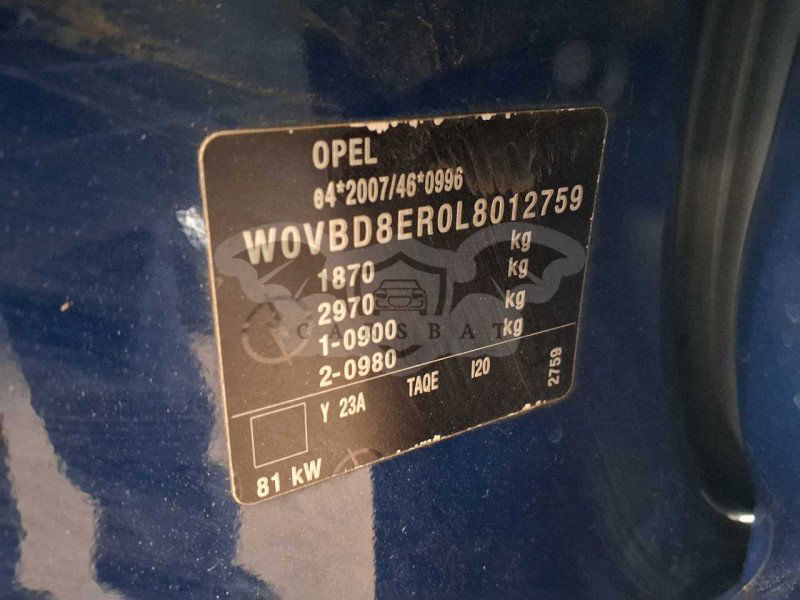 OPEL
e4*2007/46*0996
W0VBD8ER0L8012759
1870 kg
2970 kg
1-0900 kg
2-0980 kg
CARSBAT
Y 23A TAQE I20
2759
81 kW